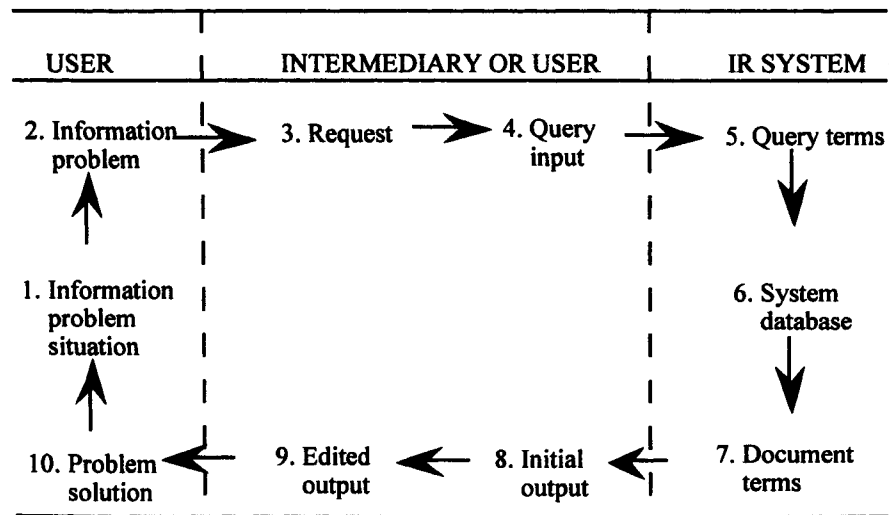 USER INTERMEDIARY OR USER IR SYSTEM
2. Information problem
3. Request
4. Query input
5. Query terms
1. Information problem situation
6. System database
10. Problem solution
9. Edited output
8. Initial output
7. Document terms